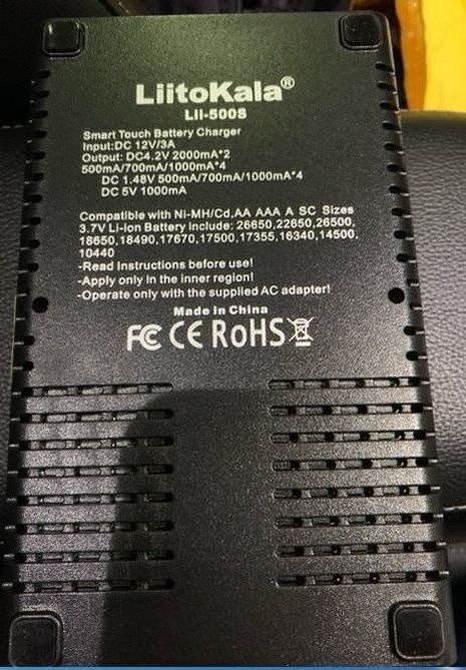 LiitoKala®
Lii-500S
Smart Touch Battery Charger
Input:DC 12V/3A
Output: DC4.2V 2000mA*2
500mA/700mA/1000mA*4
DC 1.48V 500mA/700mA/1000mA*4
DC 5V 1000mA
Compatible with Ni-MH/Cd,AA AAA A SC Sizes
3.7V Li-ion Battery include: 26650,22650,26500,
18650,18490,17670,17500,17355,16340,14500,
10440
-Read Instructions before use!
-Apply only in the inner region!
-Operate only with the supplied AC adapter!
Made in China
FC CE RoHS